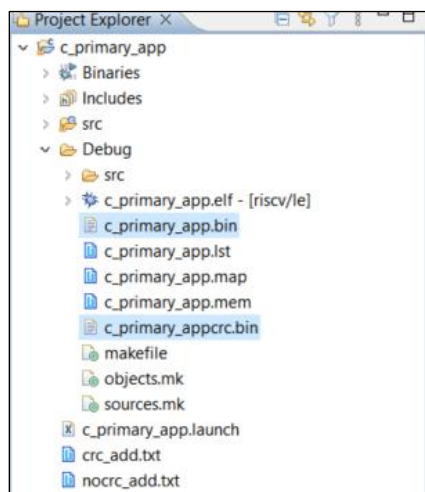 Project Explorer
c_primary_app
Binaries
Includes
src
Debug
src
c_primary_app.elf - [riscv/le]
c_primary_app.bin
c_primary_app.lst
c_primary_app.map
c_primary_app.mem
c_primary_appcrc.bin
makefile
objects.mk
sources.mk
c_primary_app.launch
crc_add.txt
nocrc_add.txt